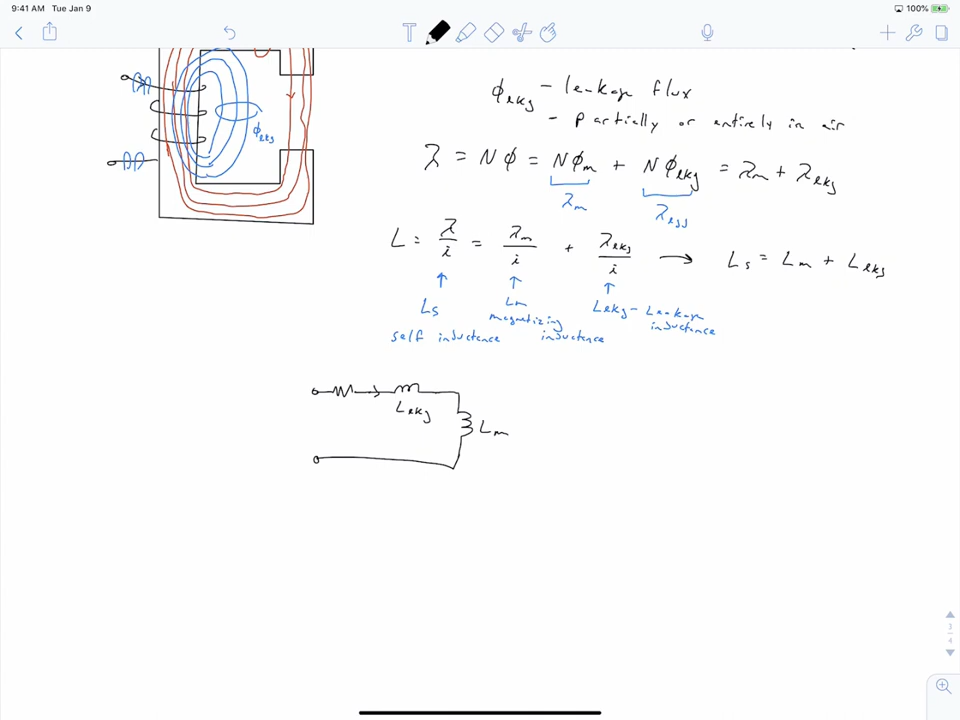 9:41 AM Tue Jan 9
100%
T
ϕlkg - leakage flux
- partially or entirely in air
ϕlkg
λ = Nϕ = Nϕm + Nϕlkg = λm + λlkg
λm
L = λ/i = λm/i + λlkg/i → Ls = Lm + Llkg
↑ ↑ ↑
Ls Lm Llkg - Leakage inductance
self inductance magnetizing inductance
Llkg
Lm
3
4